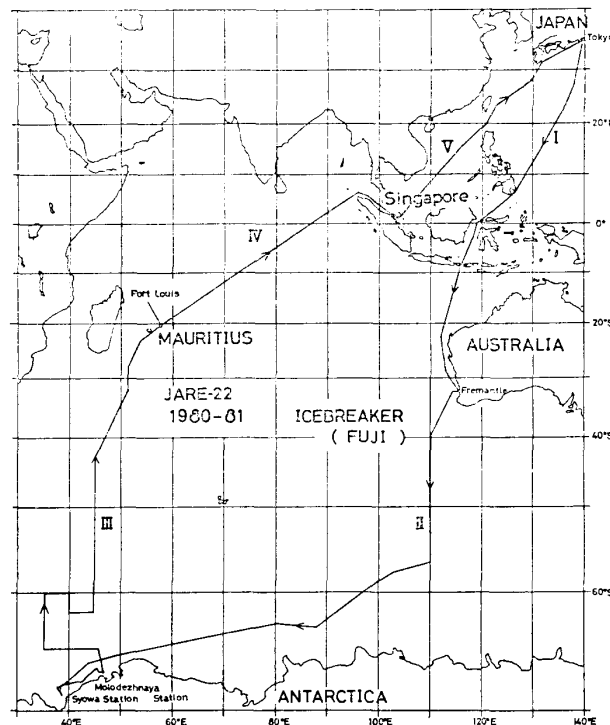 JAPAN
Tokyo
I
V
20°N
Singapore
0°
IV
Port Louis
MAURITIUS
20°S
AUSTRALIA
Fremantle
JARE-22
1980-81
ICEBREAKER
( FUJI )
III
II
60°S
Molodezhnaya
Syowa Station Station
ANTARCTICA
40°E
60°E
80°E
100°E
120°E
140°E